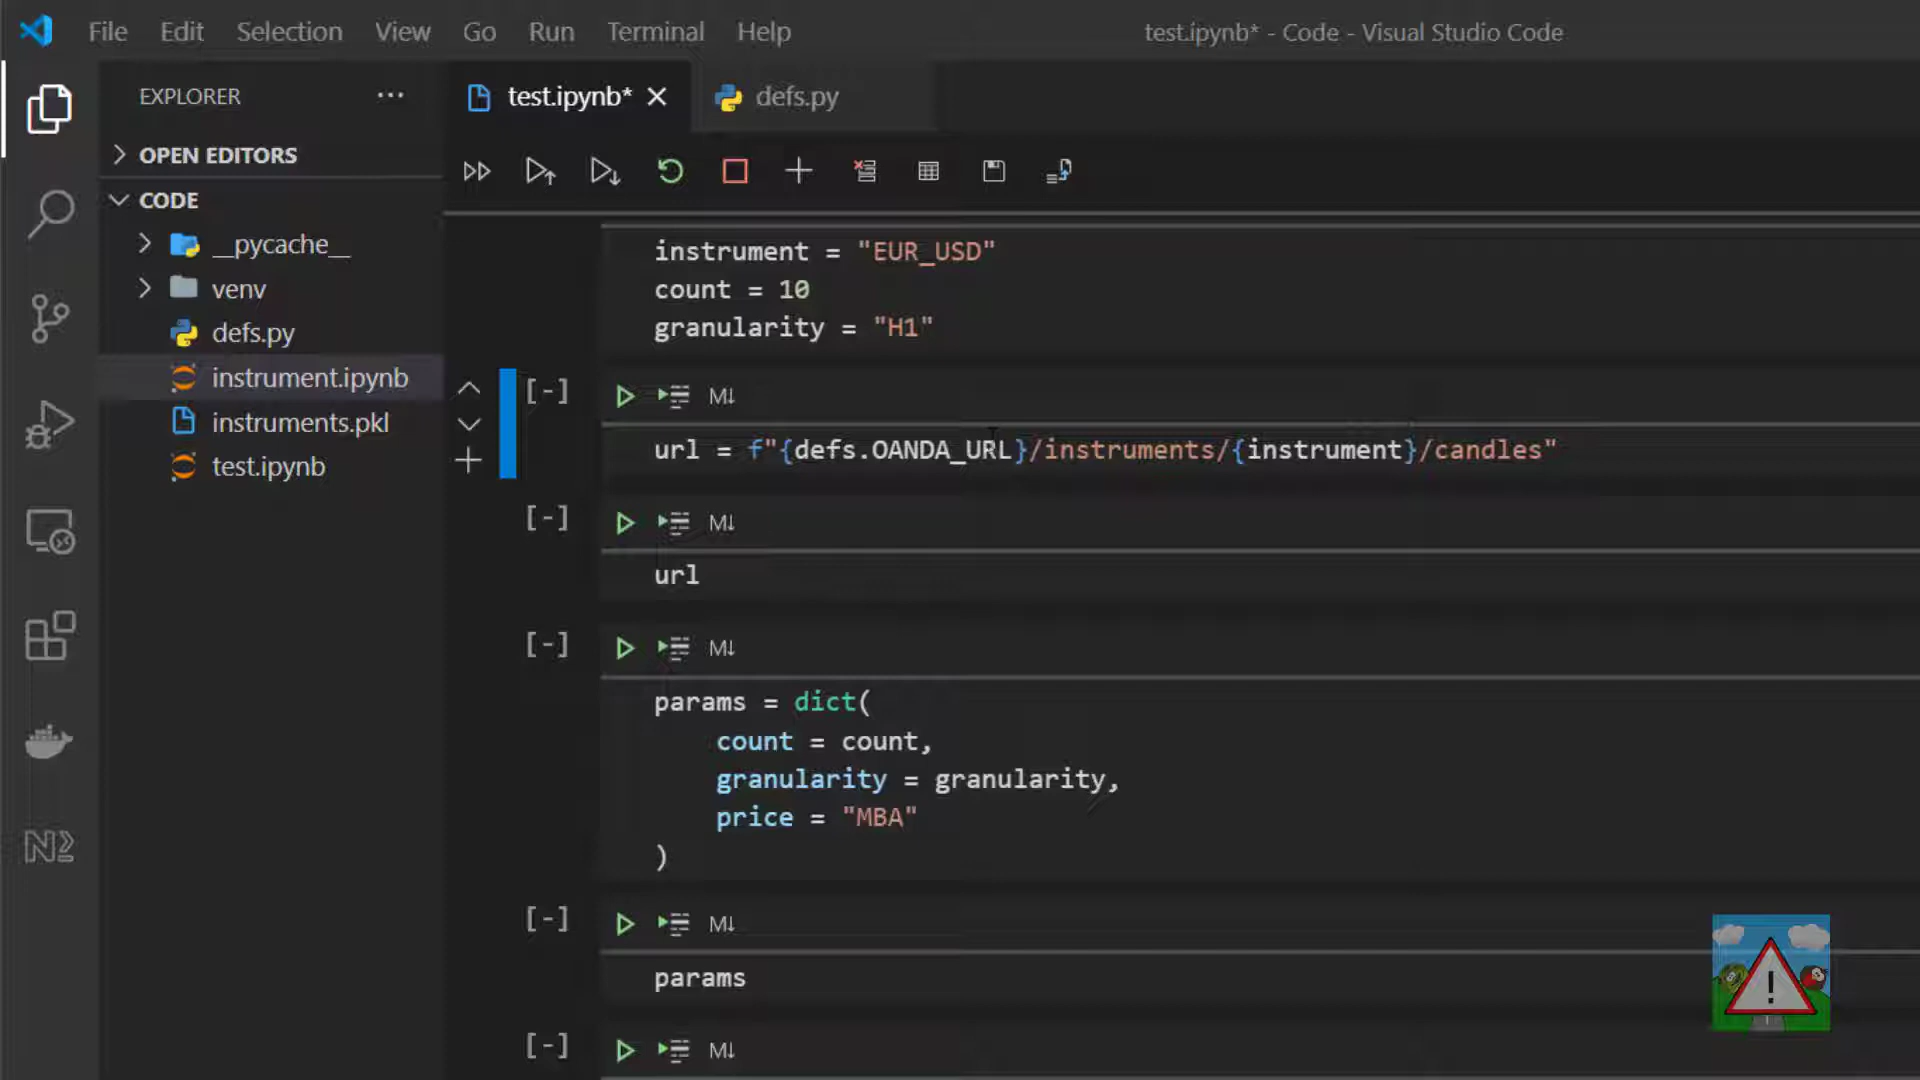 File Edit Selection View Go Run Terminal Help
test.ipynb* - Code - Visual Studio Code
EXPLORER ...
OPEN EDITORS
CODE
__pycache__
venv
defs.py
instrument.ipynb
instruments.pkl
test.ipynb
test.ipynb*
defs.py
instrument = "EUR_USD"
count = 10
granularity = "H1"
[-] M↓
url = f"{defs.OANDA_URL}/instruments/{instrument}/candles"
[-] M↓
url
[-] M↓
params = dict(
count = count,
granularity = granularity,
price = "MBA"
)
[-] M↓
params
[-] M↓
!